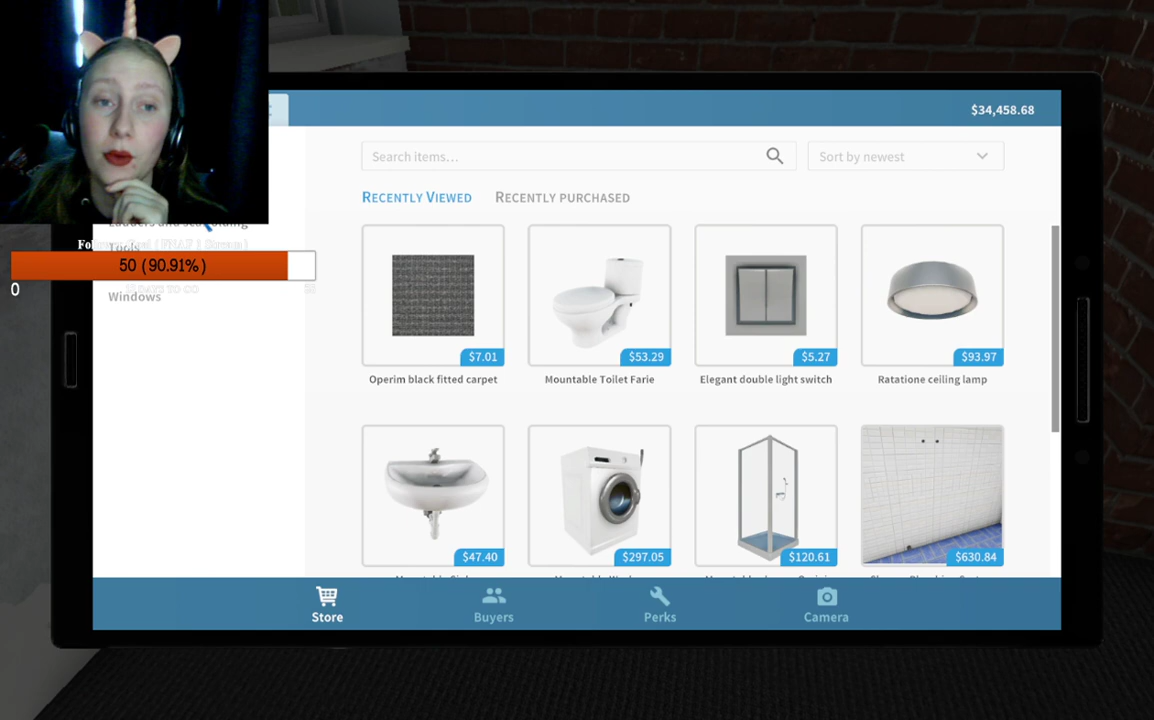 $34,458.68
Search items...
Sort by newest
RECENTLY VIEWED
RECENTLY PURCHASED
Tools
50 (90.91%)
0
Windows
$7.01
$53.29
$5.27
$93.97
Operim black fitted carpet
Mountable Toilet Farie
Elegant double light switch
Ratatione ceiling lamp
$47.40
$297.05
$120.61
$630.84
Store
Buyers
Perks
Camera